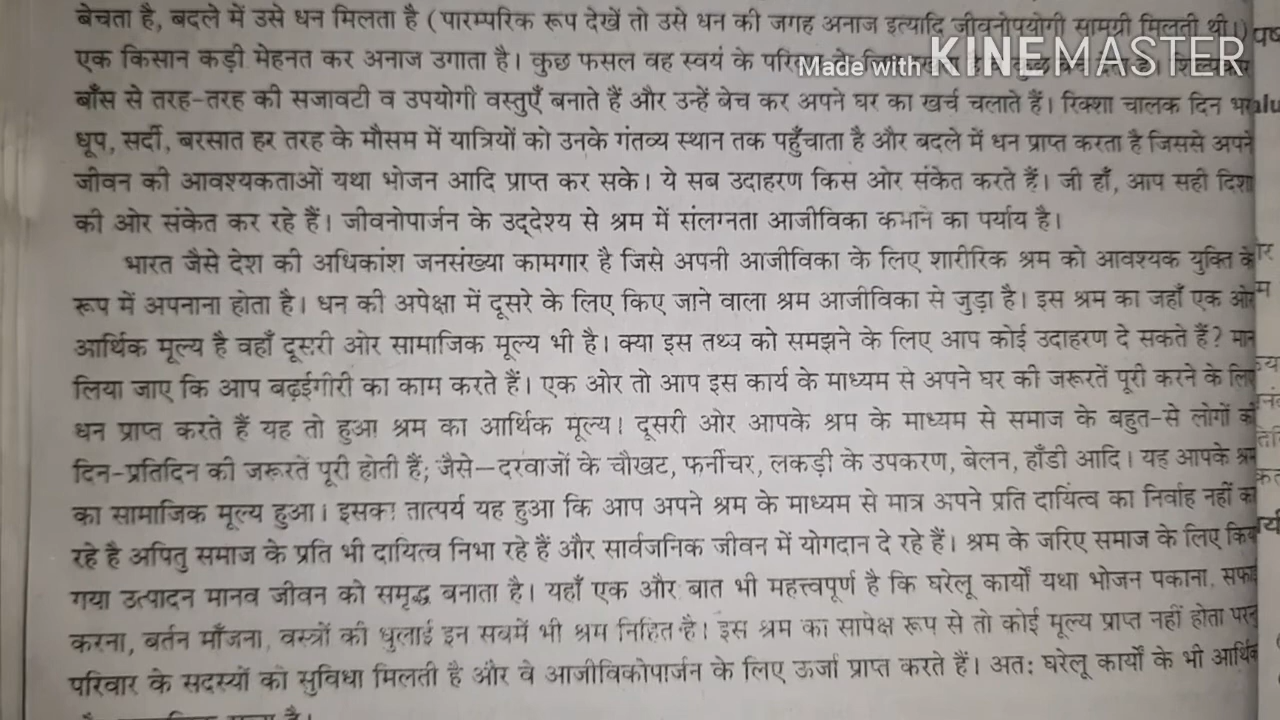 बेचता है, बदले में उसे धन मिलता है (पारम्परिक रूप देखें तो उसे धन की जगह अनाज इत्यादि जीवनोपयोगी सामग्री मिलती थी।)
Made with KINEMASTER
एक किसान कड़ी मेहनत कर अनाज उगाता है। कुछ फसल वह स्वयं के
बाँस से तरह-तरह की सजावटी व उपयोगी वस्तुएँ बनाते हैं और उन्हें बेच कर अपने घर का खर्च चलाते हैं। रिक्शा चालक दिन भर
धूप, सर्दी, बरसात हर तरह के मौसम में यात्रियों को उनके गंतव्य स्थान तक पहुँचाता है और बदले में धन प्राप्त करता है जिससे अपने
जीवन की आवश्यकताओं यथा भोजन आदि प्राप्त कर सके। ये सब उदाहरण किस ओर संकेत करते हैं। जी हाँ, आप सही दिशा
की ओर संकेत कर रहे हैं। जीवनोपार्जन के उद्देश्य से श्रम में संलग्नता आजीविका कमाने का पर्याय है।
भारत जैसे देश की अधिकांश जनसंख्या कामगार है जिसे अपनी आजीविका के लिए शारीरिक श्रम को आवश्यक युक्ति के
रूप में अपनाना होता है। धन की अपेक्षा में दूसरे के लिए किए जाने वाला श्रम आजीविका से जुड़ा है। इस श्रम का जहाँ एक ओर
आर्थिक मूल्य है वहाँ दूसरी ओर सामाजिक मूल्य भी है। क्या इस तथ्य को समझने के लिए आप कोई उदाहरण दे सकते हैं? मान
लिया जाए कि आप बढ़ईगीरी का काम करते हैं। एक ओर तो आप इस कार्य के माध्यम से अपने घर की जरूरतें पूरी करने के लिए
धन प्राप्त करते हैं यह तो हुआ श्रम का आर्थिक मूल्य। दूसरी ओर आपके श्रम के माध्यम से समाज के बहुत-से लोगों की
दिन-प्रतिदिन की जरूरतें पूरी होती हैं; जैसे—दरवाजों के चौखट, फर्नीचर, लकड़ी के उपकरण, बेलन, हाँडी आदि। यह आपके श्रम
का सामाजिक मूल्य हुआ। इसका तात्पर्य यह हुआ कि आप अपने श्रम के माध्यम से मात्र अपने प्रति दायित्व का निर्वाह नहीं कर
रहे है अपितु समाज के प्रति भी दायित्व निभा रहे हैं और सार्वजनिक जीवन में योगदान दे रहे हैं। श्रम के जरिए समाज के लिए किया
गया उत्पादन मानव जीवन को समृद्ध बनाता है। यहाँ एक और बात भी महत्त्वपूर्ण है कि घरेलू कार्यों यथा भोजन पकाना, सफाई
करना, बर्तन माँजना, वस्त्रों की धुलाई इन सबमें भी श्रम निहित है। इस श्रम का सापेक्ष रूप से तो कोई मूल्य प्राप्त नहीं होता परन्तु
परिवार के सदस्यों को सुविधा मिलती है और वे आजीविकोपार्जन के लिए ऊर्जा प्राप्त करते हैं। अतः घरेलू कार्यों के भी आर्थिक